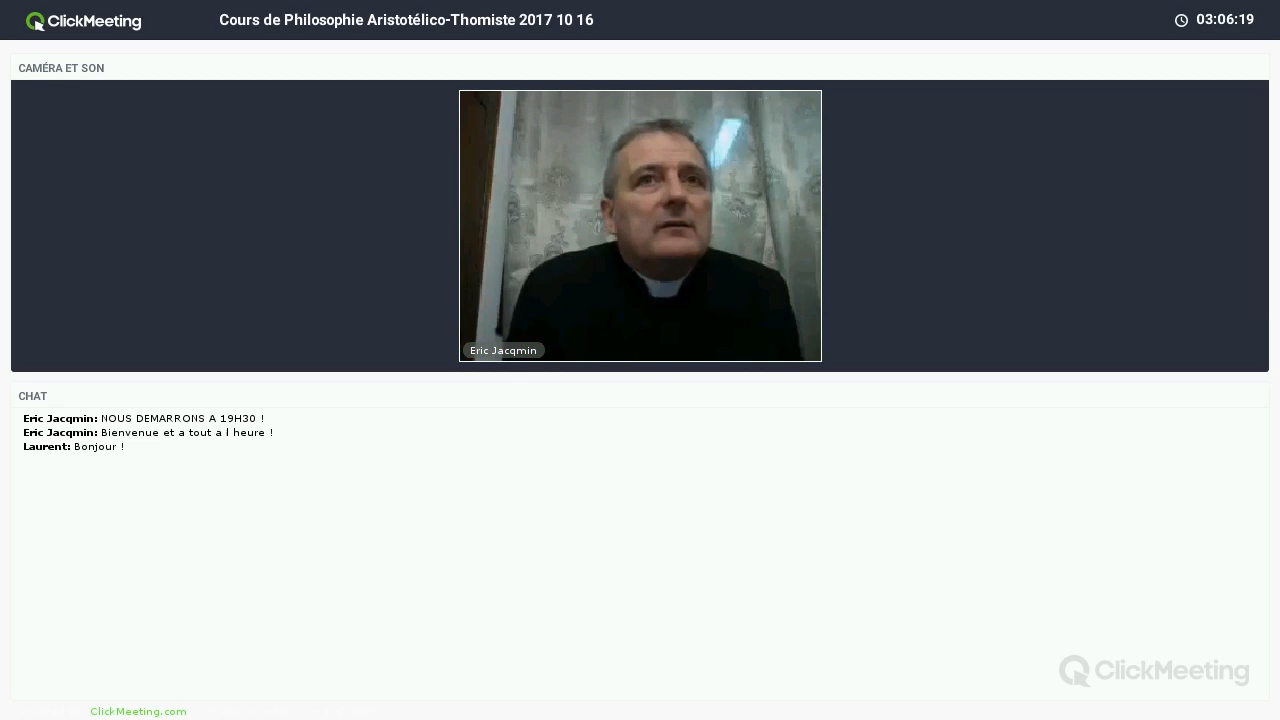 ClickMeeting
Cours de Philosophie Aristotélico-Thomiste 2017 10 16
03:06:19
CAMÉRA ET SON
Eric Jacqmin
CHAT
Eric Jacqmin: NOUS DEMARRONS A 19H30 !
Eric Jacqmin: Bienvenue et a tout a l heure !
Laurent: Bonjour !
ClickMeeting
ClickMeeting.com